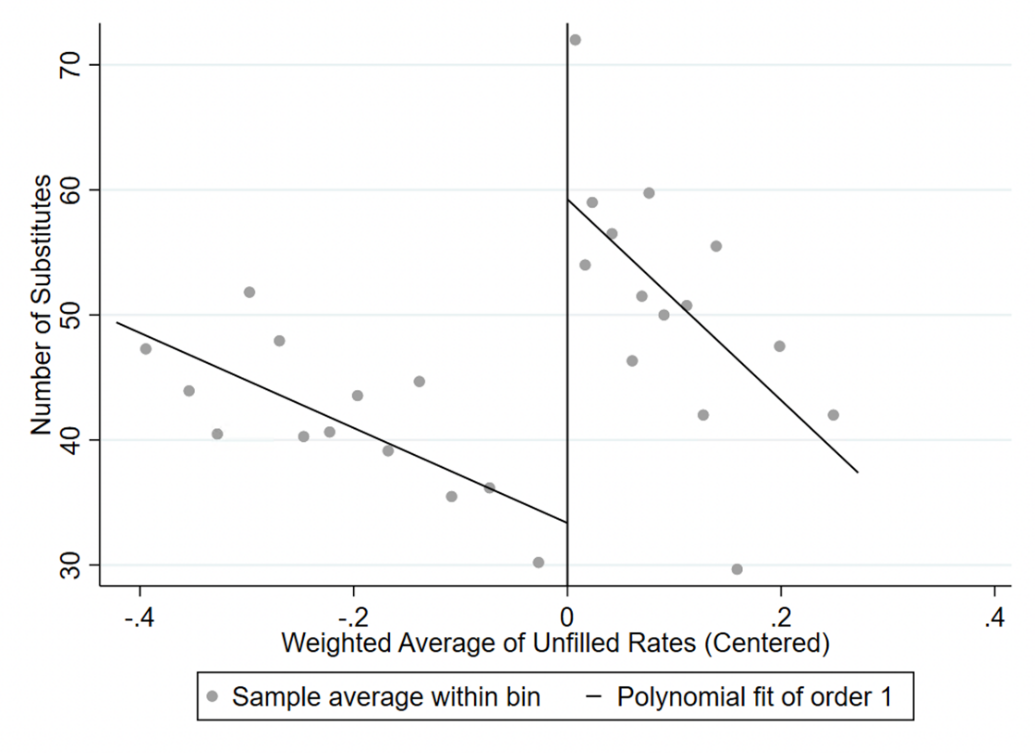 70
60
50
40
30
Number of Substitutes
-.4 -.2 0 .2 .4
Weighted Average of Unfilled Rates (Centered)
Sample average within bin Polynomial fit of order 1